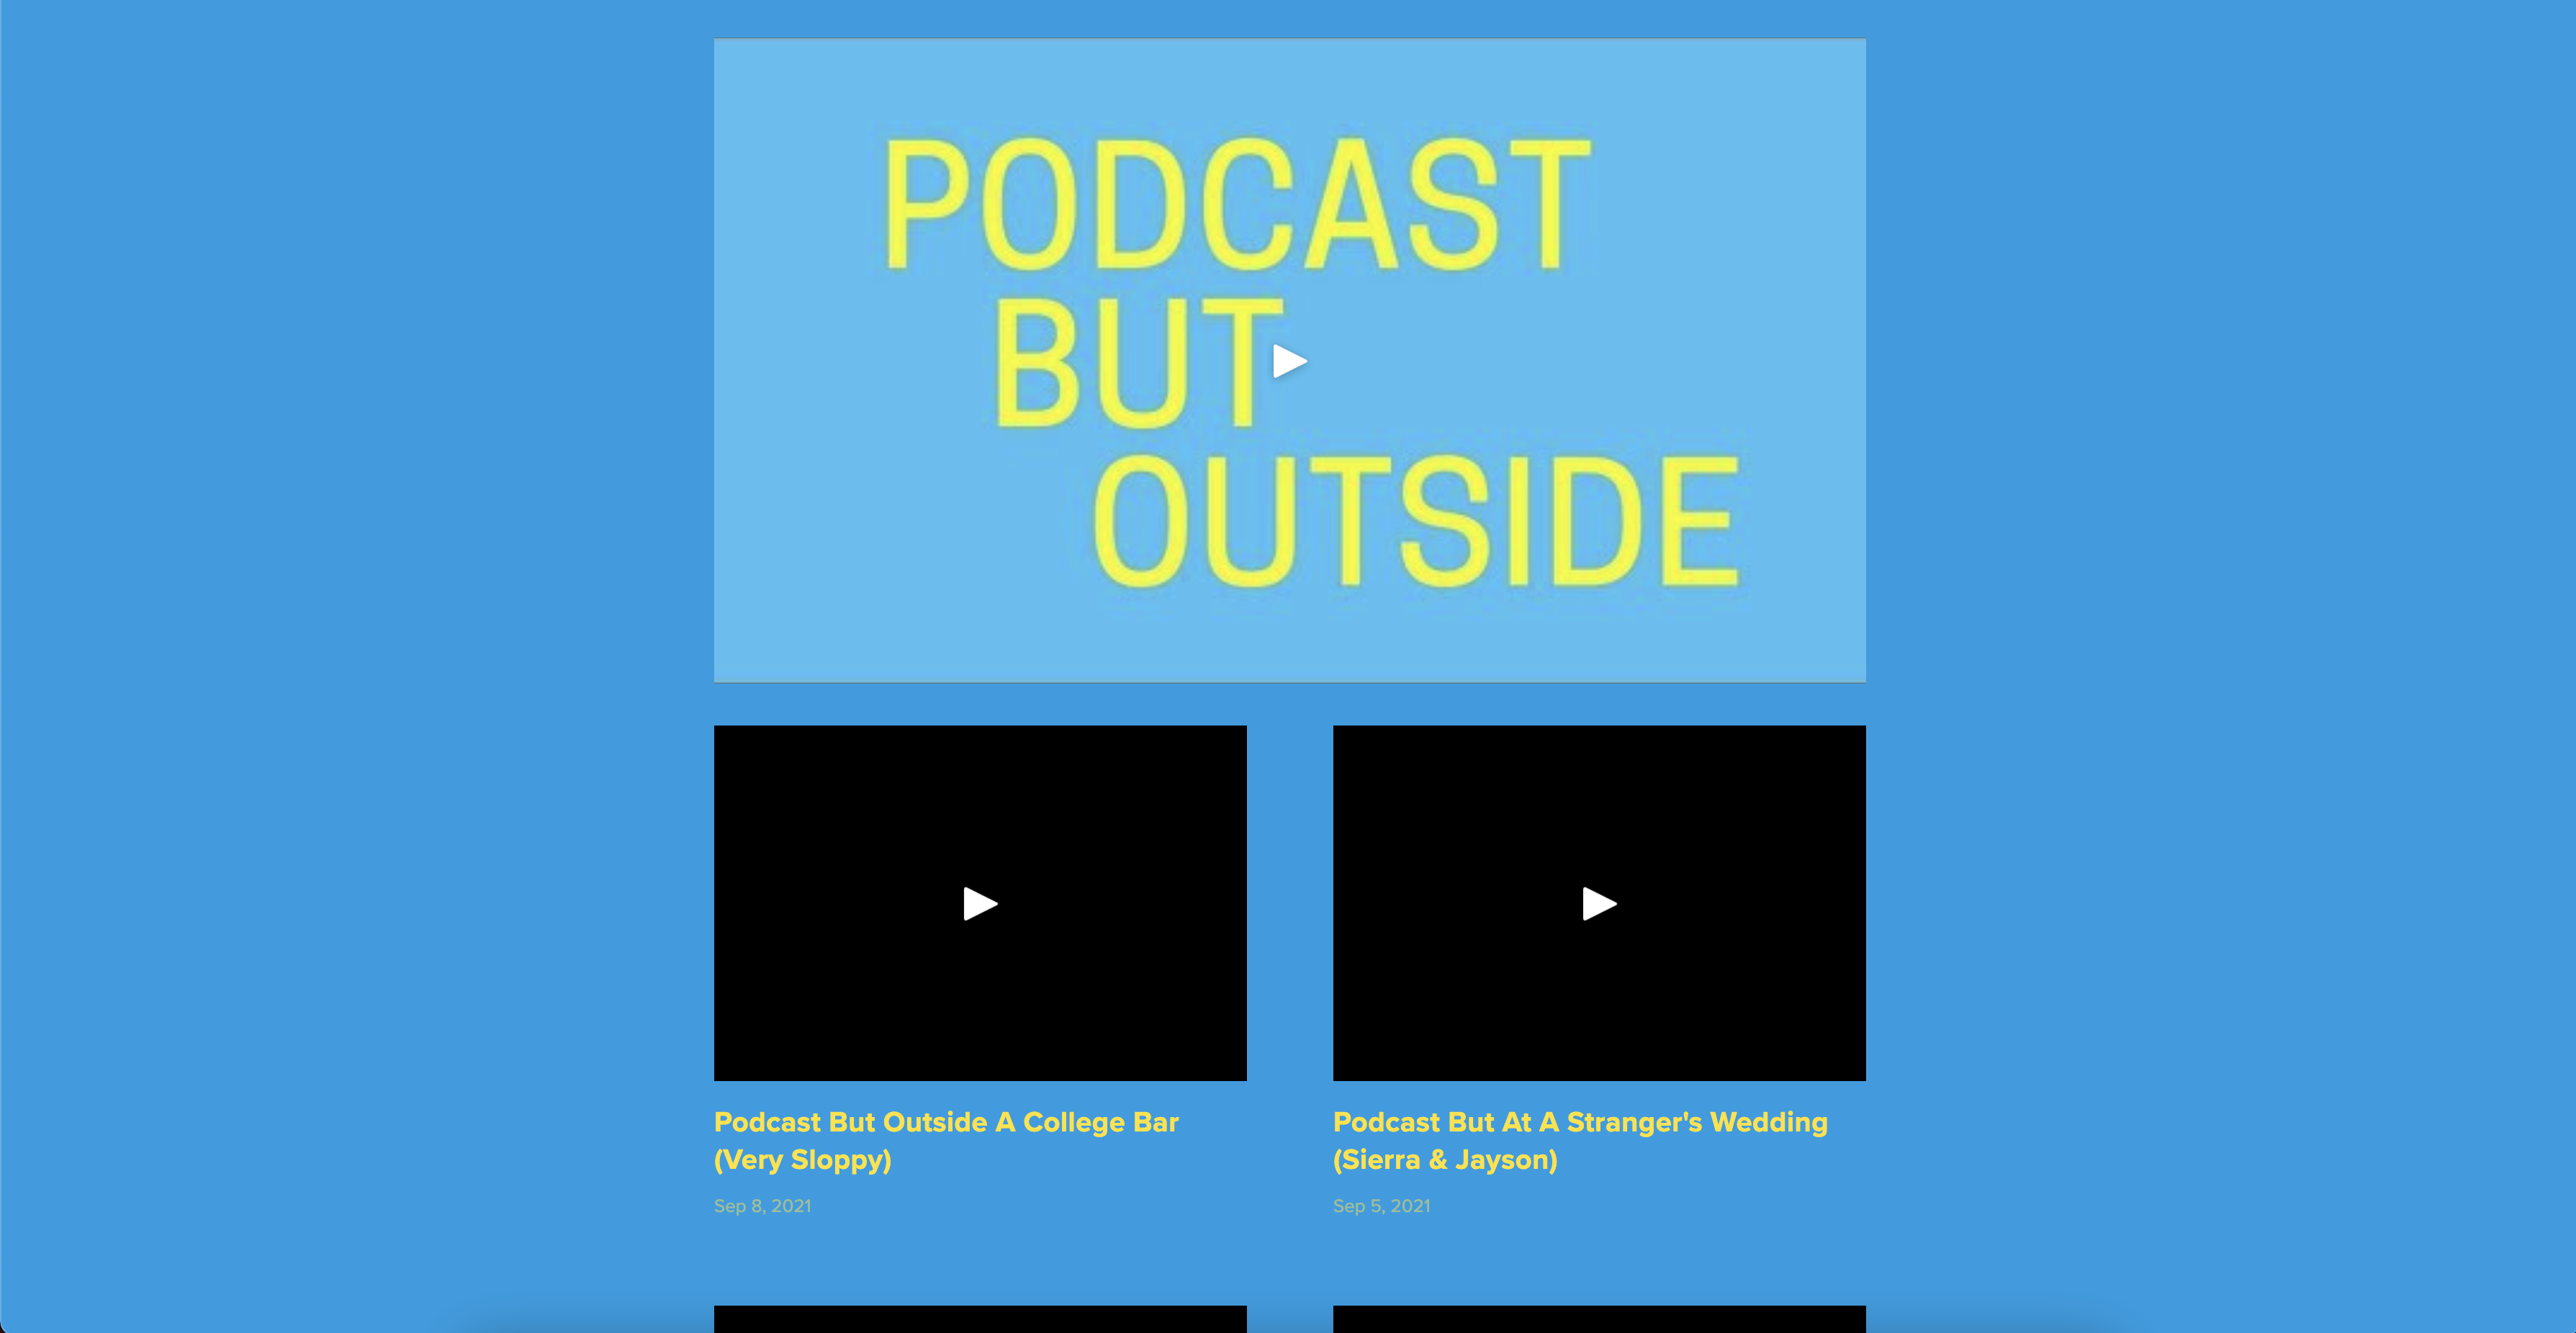 PODCAST
BUT
OUTSIDE
Podcast But Outside A College Bar
(Very Sloppy)
Sep 8, 2021
Podcast But At A Stranger's Wedding
(Sierra & Jayson)
Sep 5, 2021